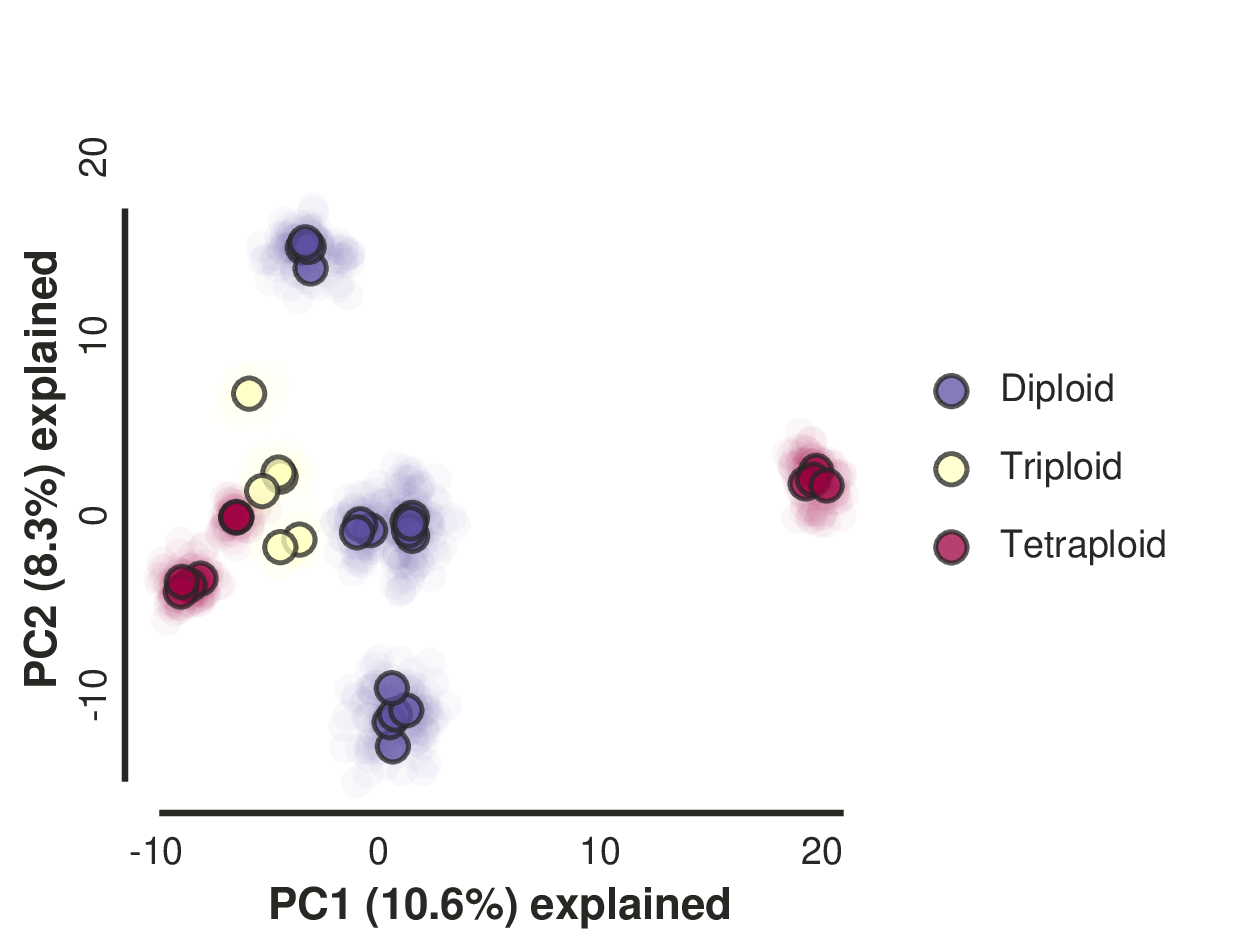 20
10
0
-10
PC2 (8.3%) explained
-10
0
10
20
PC1 (10.6%) explained
Diploid
Triploid
Tetraploid